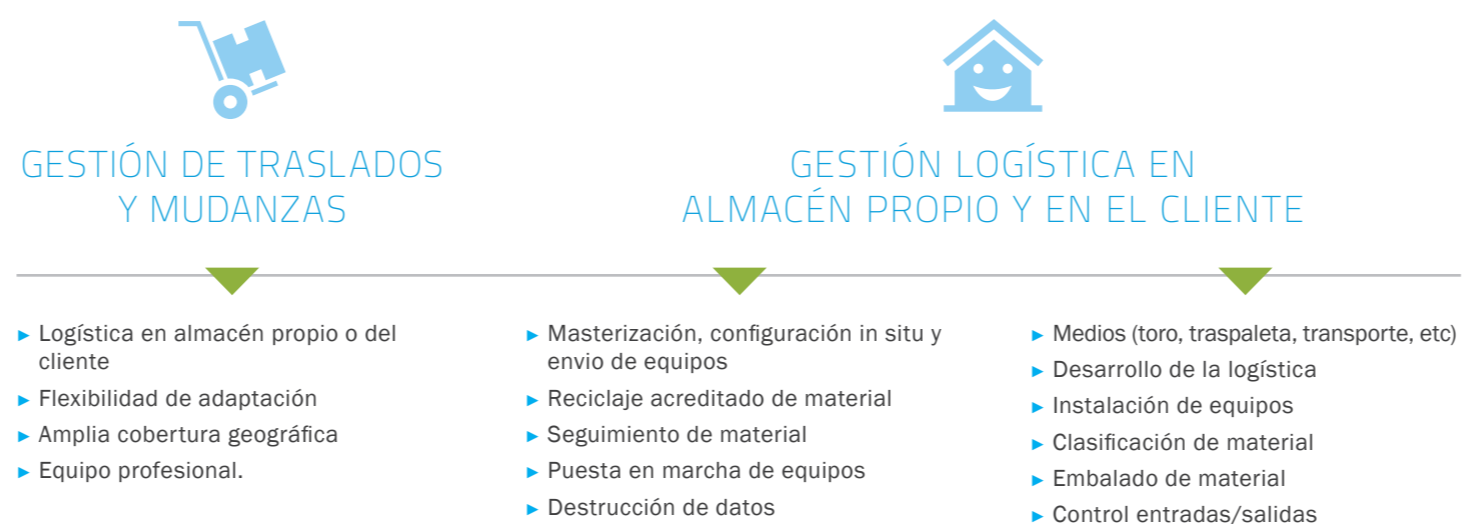 GESTIÓN DE TRASLADOS
Y MUDANZAS
GESTIÓN LOGÍSTICA EN
ALMACÉN PROPIO Y EN EL CLIENTE
► Logística en almacén propio o del
cliente
► Flexibilidad de adaptación
► Amplia cobertura geográfica
► Equipo profesional.
► Masterización, configuración in situ y
envio de equipos
► Reciclaje acreditado de material
► Seguimiento de material
► Puesta en marcha de equipos
► Destrucción de datos
► Medios (toro, traspaleta, transporte, etc)
► Desarrollo de la logística
► Instalación de equipos
► Clasificación de material
► Embalado de material
► Control entradas/salidas